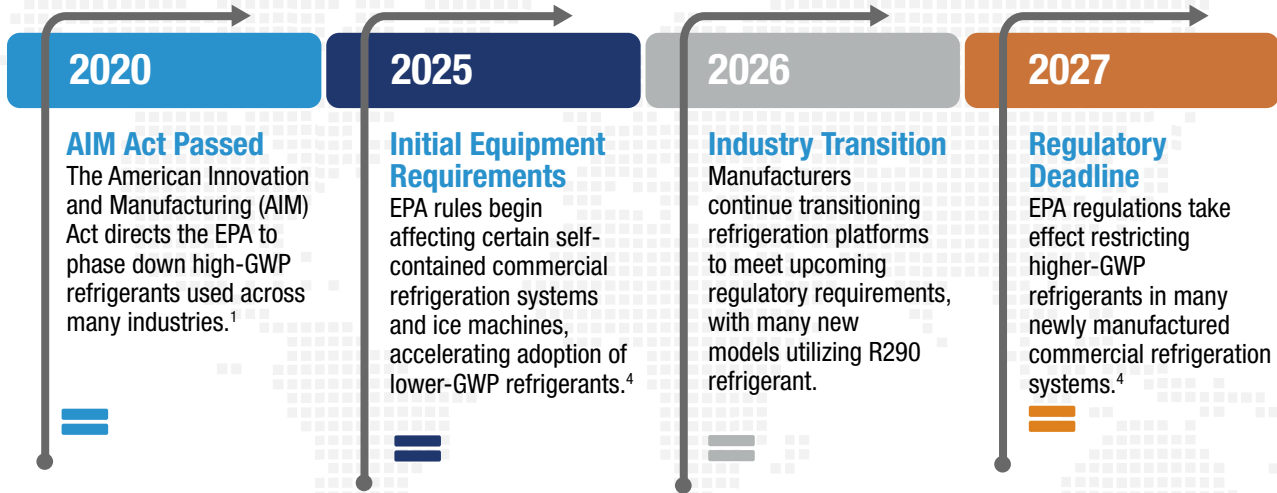 2020
AIM Act Passed
The American Innovation
and Manufacturing (AIM)
Act directs the EPA to
phase down high-GWP
refrigerants used across
many industries.¹
2025
Initial Equipment
Requirements
EPA rules begin
affecting certain self-
contained commercial
refrigeration systems
and ice machines,
accelerating adoption of
lower-GWP refrigerants.⁴
2026
Industry Transition
Manufacturers
continue transitioning
refrigeration platforms
to meet upcoming
regulatory requirements,
with many new
models utilizing R290
refrigerant.
2027
Regulatory
Deadline
EPA regulations take
effect restricting
higher-GWP
refrigerants in many
newly manufactured
commercial refrigeration
systems.⁴